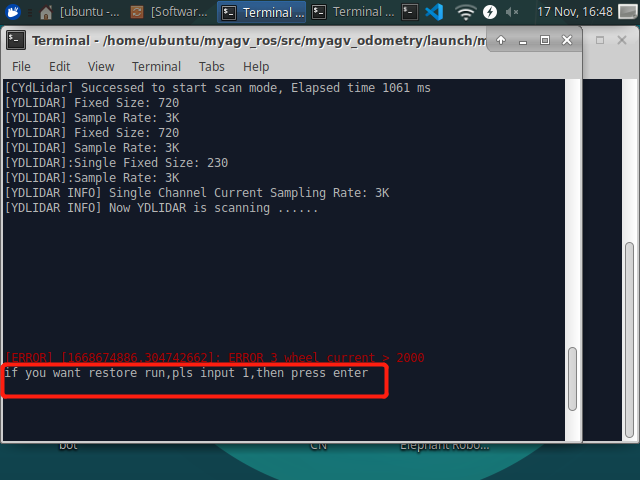 [ubuntu -...
[Softwar...
Terminal ...
Terminal ...
17 Nov, 16:48
Terminal - /home/ubuntu/myagv_ros/src/myagv_odometry/launch/m
File Edit View Terminal Tabs Help
[CYdLidar] Successed to start scan mode, Elapsed time 1061 ms
[YDLIDAR] Fixed Size: 720
[YDLIDAR] Sample Rate: 3K
[YDLIDAR] Fixed Size: 720
[YDLIDAR] Sample Rate: 3K
[YDLIDAR]:Single Fixed Size: 230
[YDLIDAR]:Sample Rate: 3K
[YDLIDAR INFO] Single Channel Current Sampling Rate: 3K
[YDLIDAR INFO] Now YDLIDAR is scanning ......
[ERROR] [1668674886.304742662]: ERROR 3 wheel current > 2000
if you want restore run,pls input 1,then press enter
bot
CN
Elephant Robo...